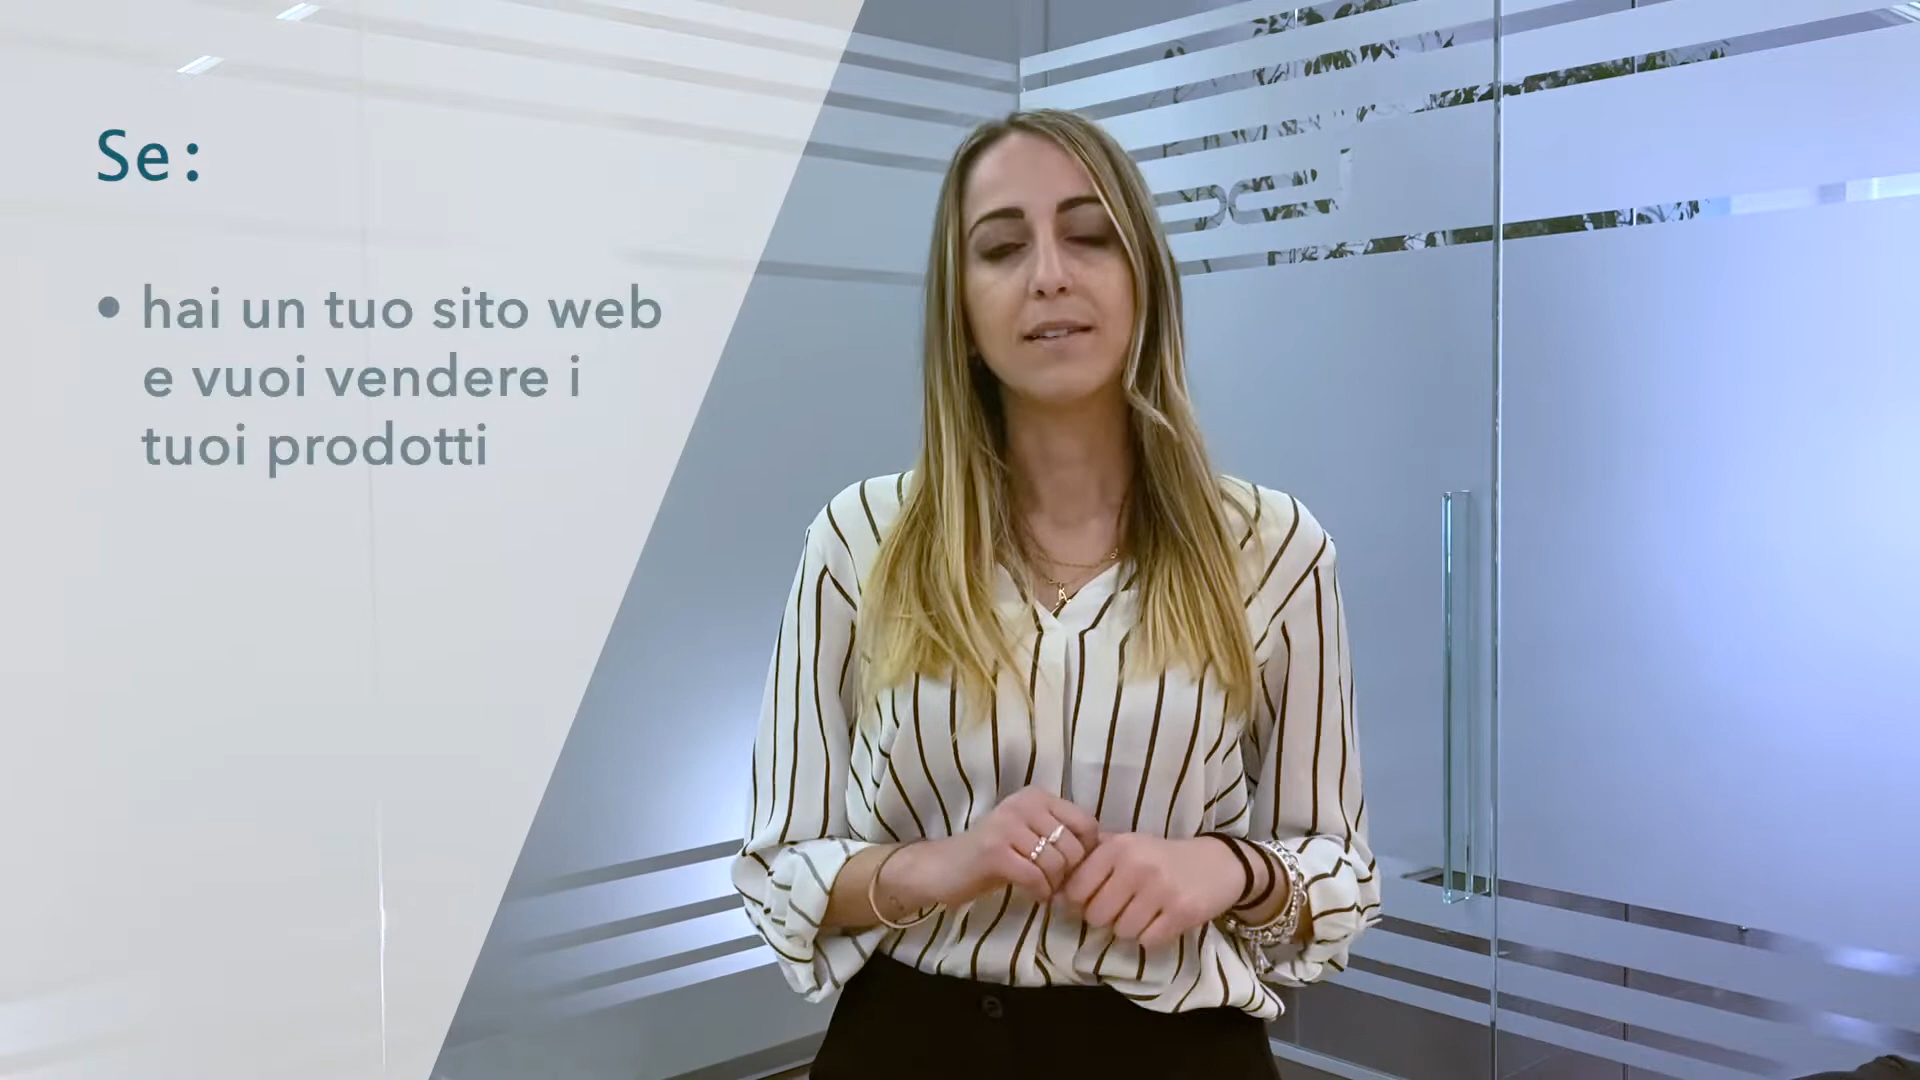 Se:
• hai un tuo sito web
e vuoi vendere i
tuoi prodotti
A